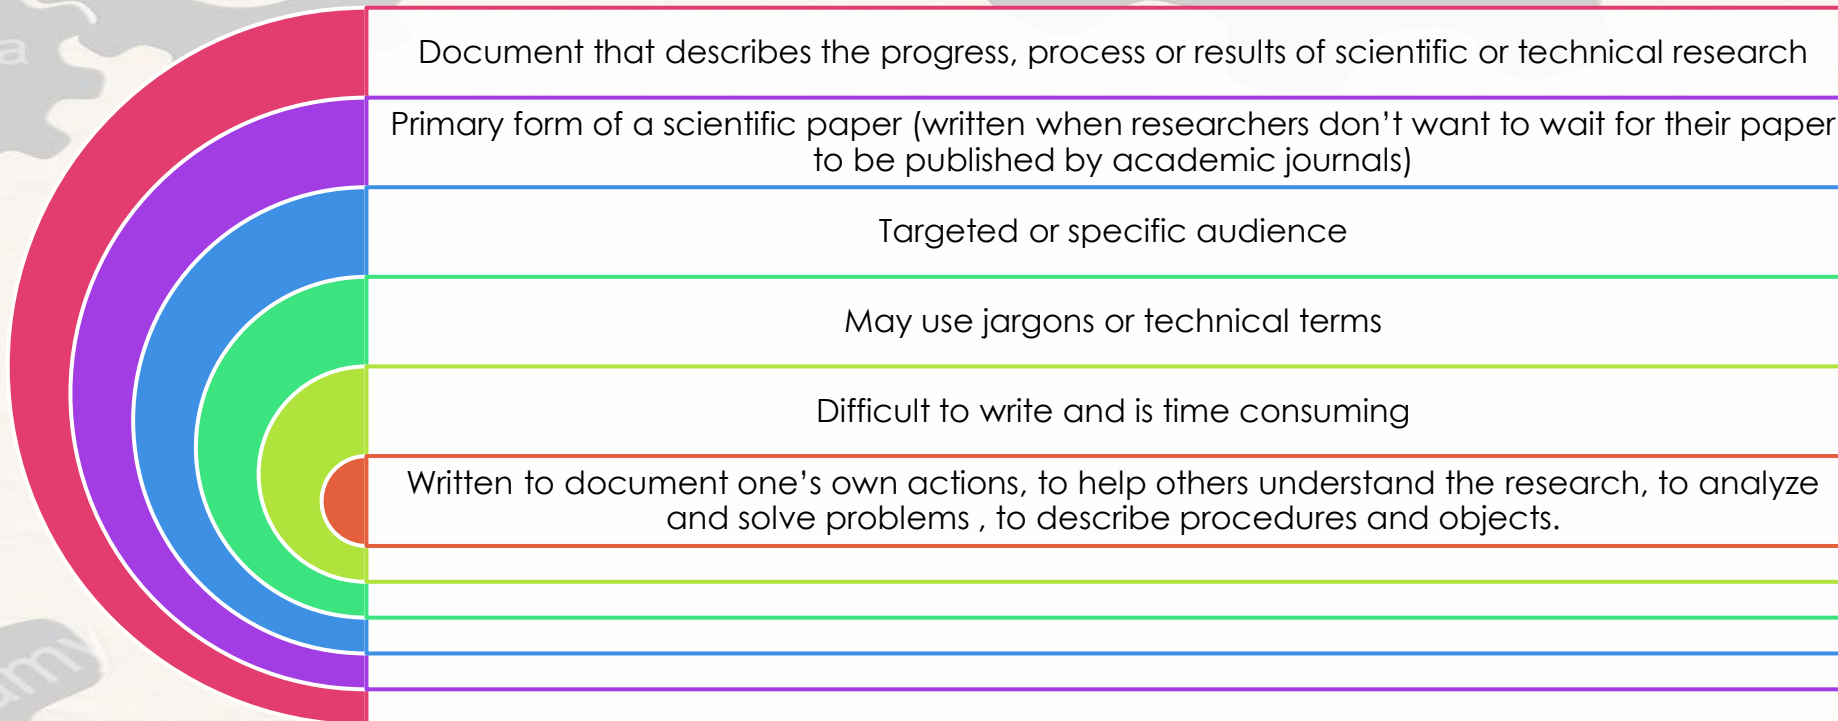 Document that describes the progress, process or results of scientific or technical research
Primary form of a scientific paper (written when researchers don’t want to wait for their paper
to be published by academic journals)
Targeted or specific audience
May use jargons or technical terms
Difficult to write and is time consuming
Written to document one’s own actions, to help others understand the research, to analyze
and solve problems , to describe procedures and objects.